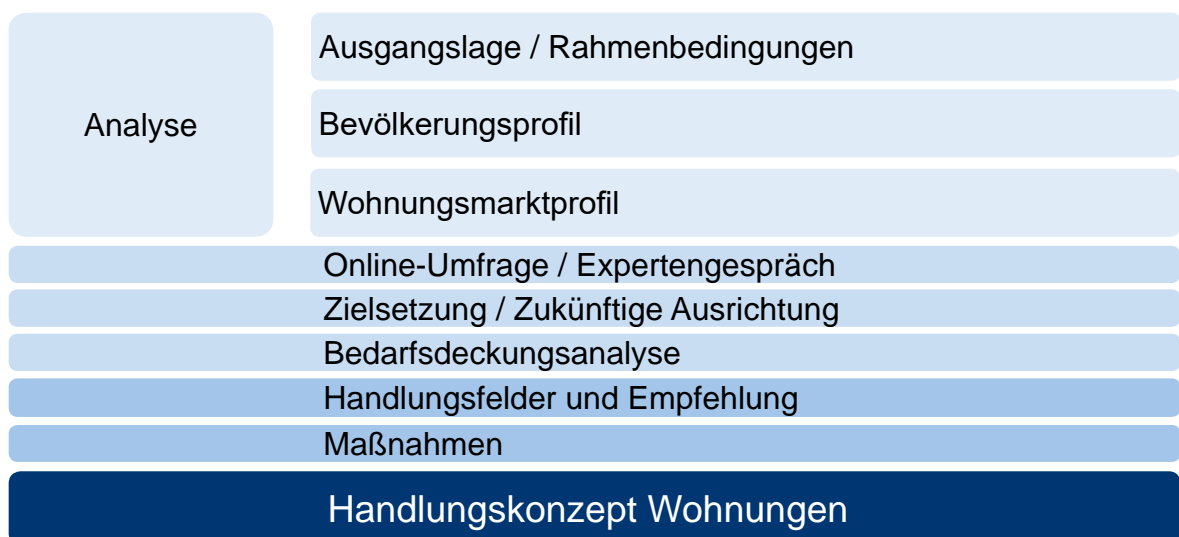 Analyse
Ausgangslage / Rahmenbedingungen
Bevölkerungsprofil
Wohnungsmarktprofil
Online-Umfrage / Expertengespräch
Zielsetzung / Zukünftige Ausrichtung
Bedarfsdeckungsanalyse
Handlungsfelder und Empfehlung
Maßnahmen
Handlungskonzept Wohnungen